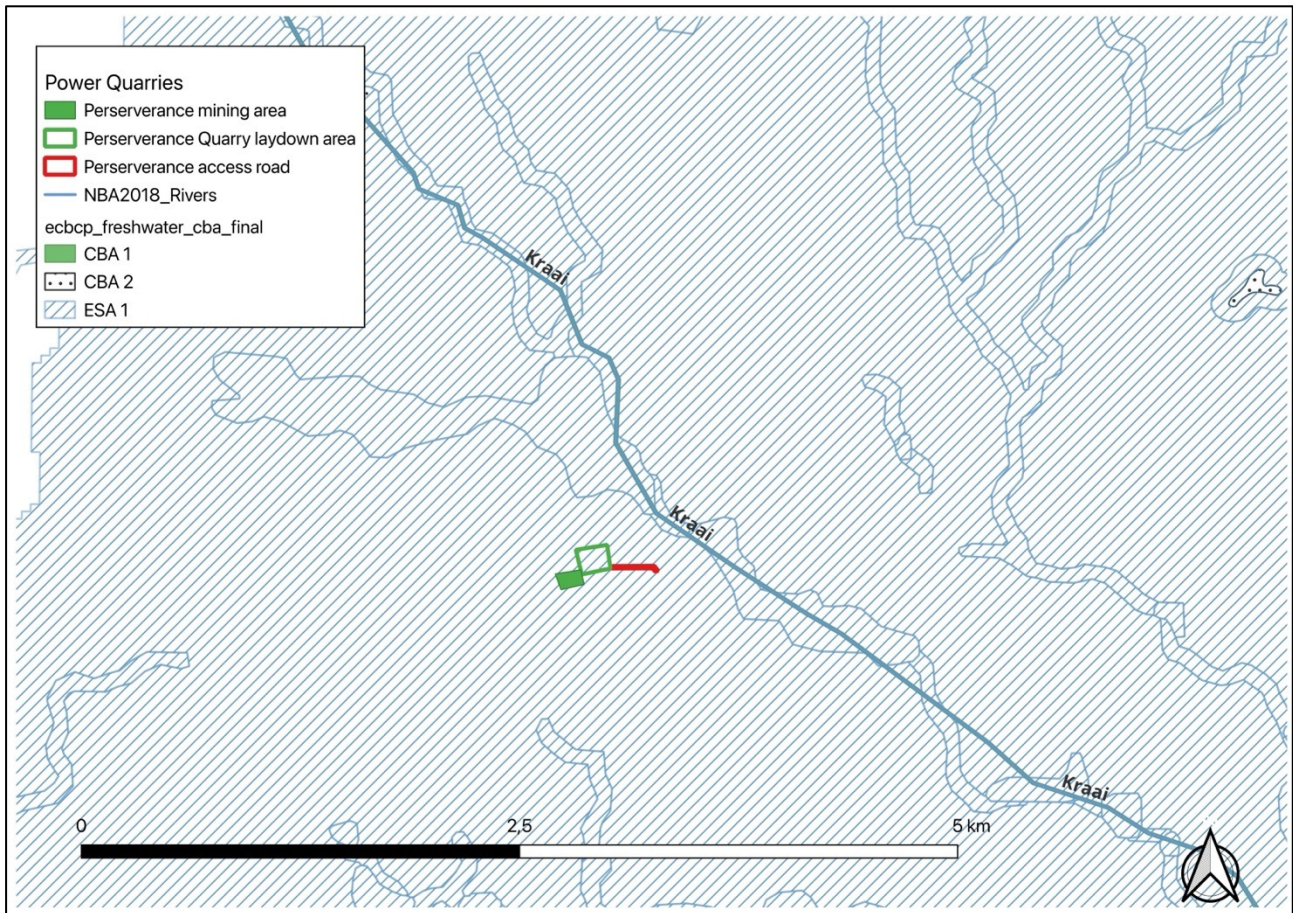 Power Quarries
Perserverance mining area
Perserverance Quarry laydown area
Perserverance access road
NBA2018_Rivers
ecbcp_freshwater_cba_final
CBA 1
CBA 2
ESA 1
Kraai
Kraai
Kraai
0
2,5
5 km